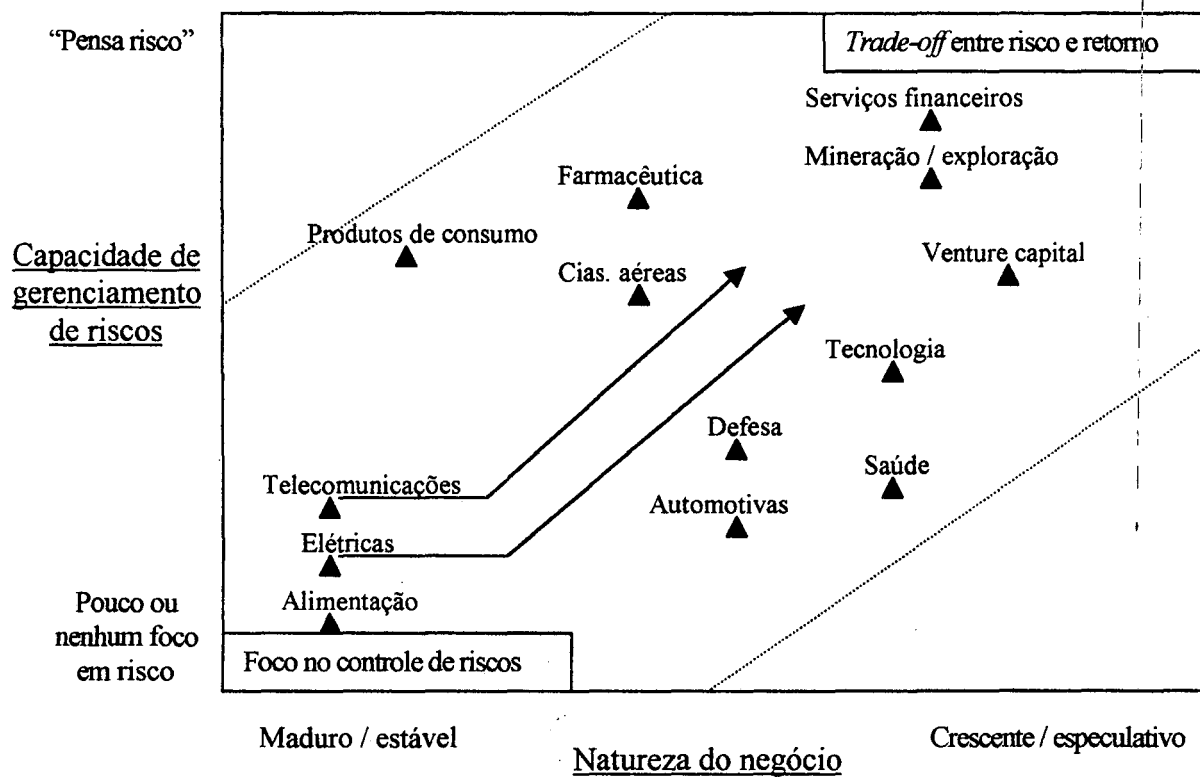 “Pensa risco”
Trade-off entre risco e retorno
Serviços financeiros
Mineração / exploração
Farmacêutica
Produtos de consumo
Venture capital
Cias. aéreas
Capacidade de
gerenciamento
de riscos
Tecnologia
Defesa
Saúde
Telecomunicações
Automotivas
Elétricas
Alimentação
Pouco ou
nenhum foco
em risco
Foco no controle de riscos
Maduro / estável
Crescente / especulativo
Natureza do negócio